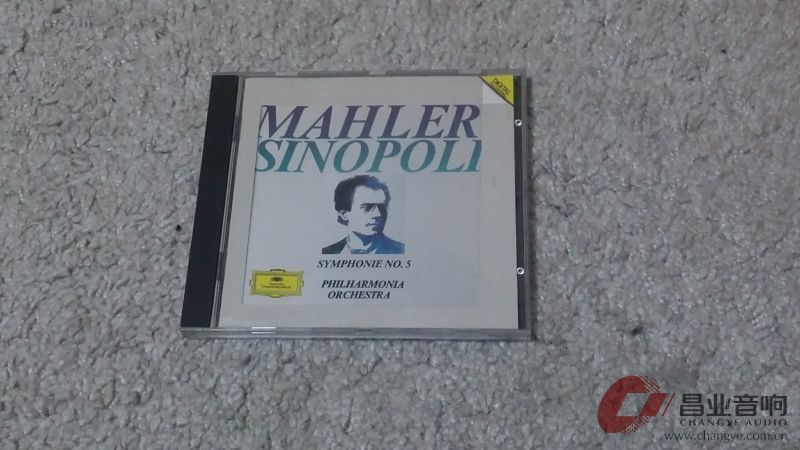 DIGITAL
MAHLER
SINOPOLI
SYMPHONIE NO. 5
PHILHARMONIA
ORCHESTRA
昌业音响
CHANGYE AUDIO
www.changye.com.cn